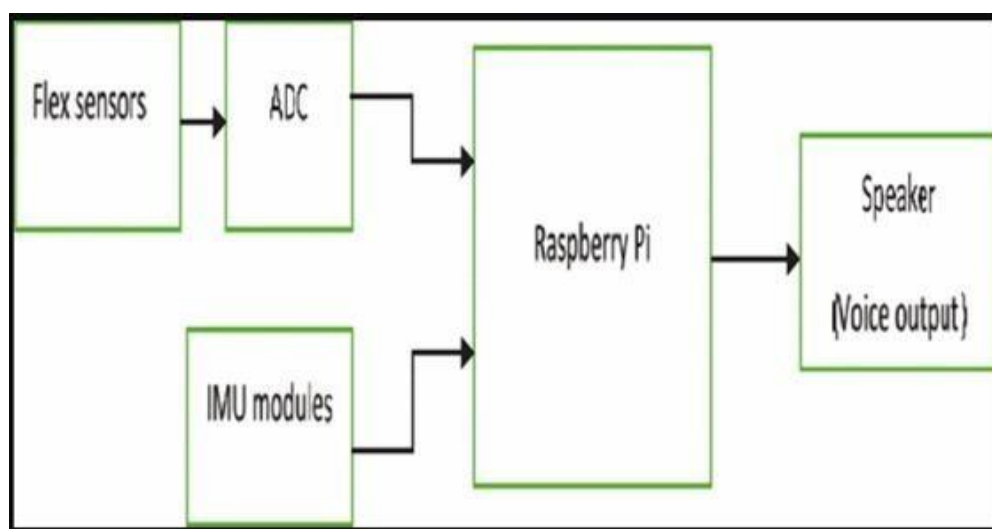 Flex sensors
ADC
Raspberry Pi
Speaker
(Voice output)
IMU modules